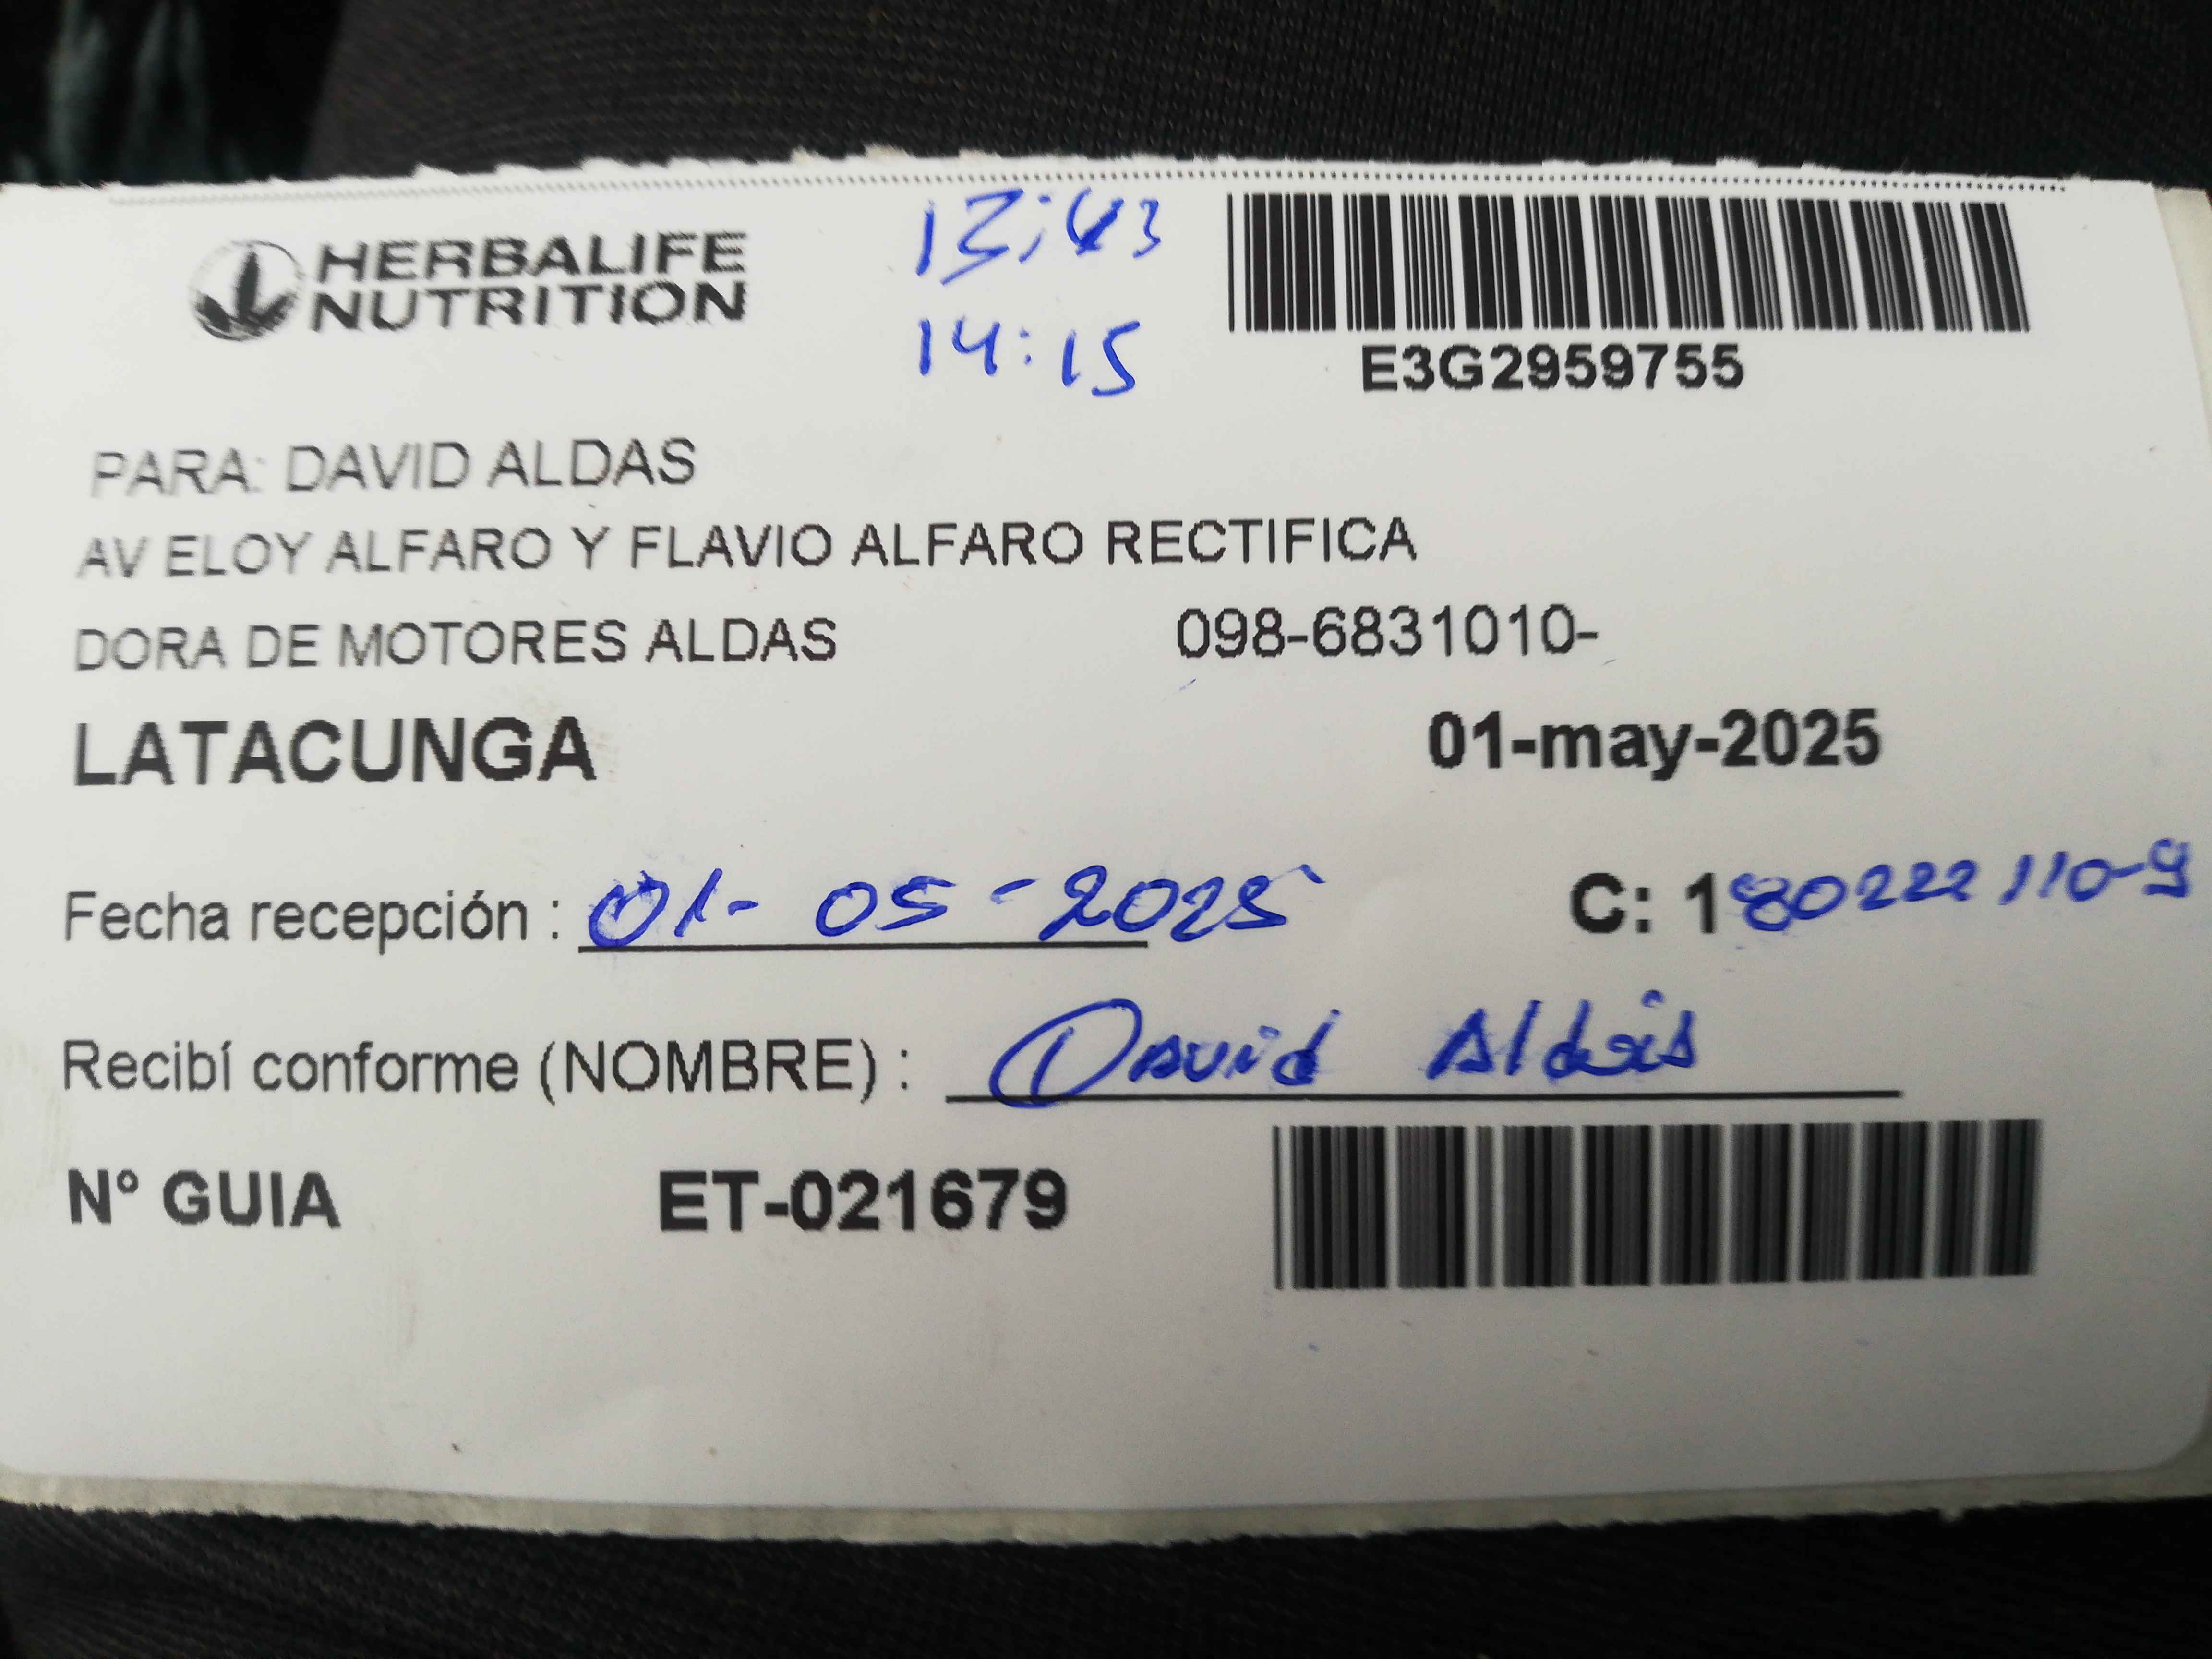 HERBALIFE
NUTRITION
13:43
14:15
E3G2959755
PARA: DAVID ALDAS
AV ELOY ALFARO Y FLAVIO ALFARO RECTIFICA
DORA DE MOTORES ALDAS 098-6831010-
LATACUNGA 01-may-2025
Fecha recepción : 01-05-2025 C: 180222110-9
Recibí conforme (NOMBRE) : David Aldás
N° GUIA ET-021679